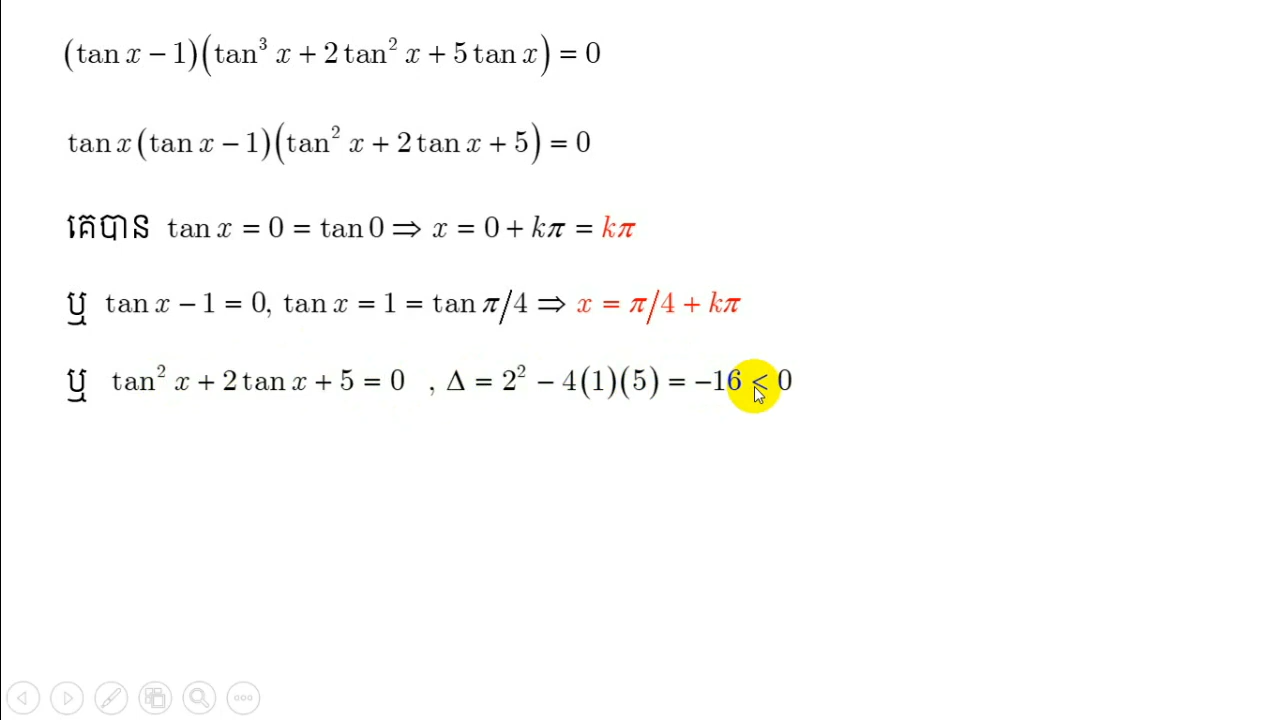 (tan x − 1)(tan³ x + 2 tan² x + 5 tan x) = 0
tan x (tan x − 1)(tan² x + 2 tan x + 5) = 0
គេបាន tan x = 0 = tan 0 ⇒ x = 0 + kπ = kπ
ឬ tan x − 1 = 0, tan x = 1 = tan π/4 ⇒ x = π/4 + kπ
ឬ tan² x + 2 tan x + 5 = 0 , Δ = 2² − 4(1)(5) = −16 < 0